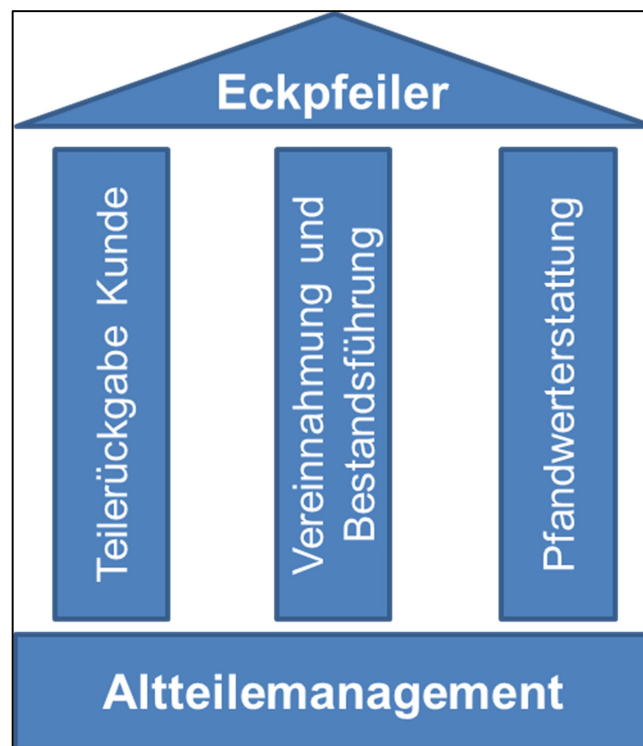 Eckpfeiler
Teilerückgabe Kunde
Vereinnahmung und
Bestandsführung
Pfandwerterstattung
Altteilemanagement